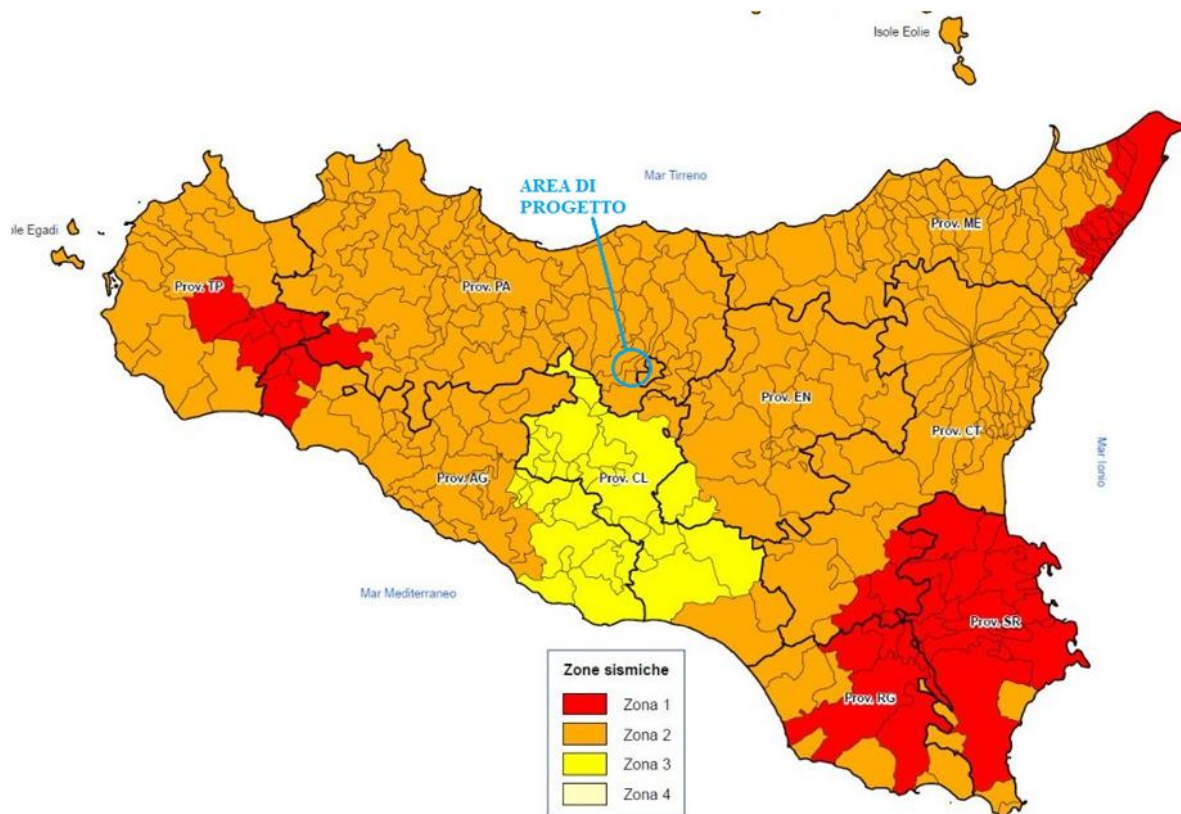 Isole Eolie
AREA DI
PROGETTO
Mar Tirreno
ole Egadi
Prov. ME
Prov. TP
Prov. PA
Prov. EN
Prov. CT
Mar Ionio
Prov. AG
Prov. CL
Mar Mediterraneo
Prov. SR
Prov. RG
Zone sismiche
Zona 1
Zona 2
Zona 3
Zona 4